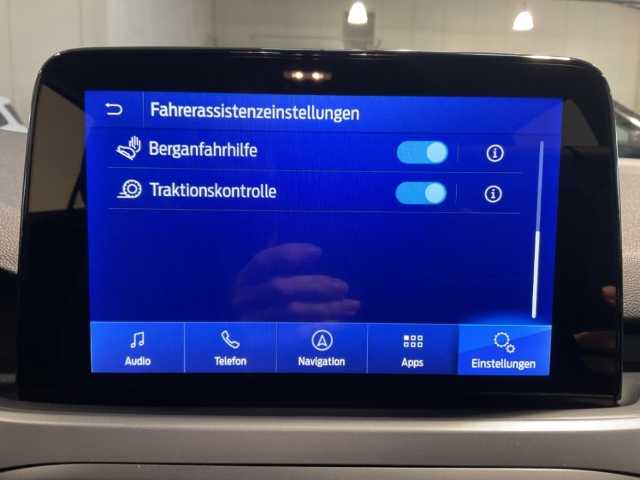 Fahrerassistenzeinstellungen
Berganfahrhilfe
Traktionskontrolle
Audio
Telefon
Navigation
Apps
Einstellungen